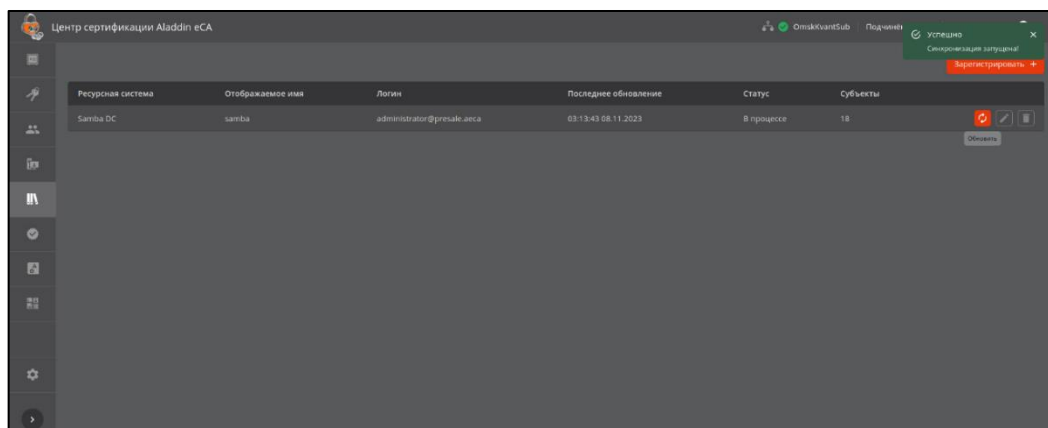 Центр сертификации Aladdin eCA
OmskKvantSub
Успешно
Синхронизация запущена!
Зарегистрировать +
Ресурсная система Отображаемое имя Логин Последнее обновление Статус Субъекты
Samba DC samba administrator@presale.aeca 03:13:43 08.11.2023 В процессе 18
Обновить